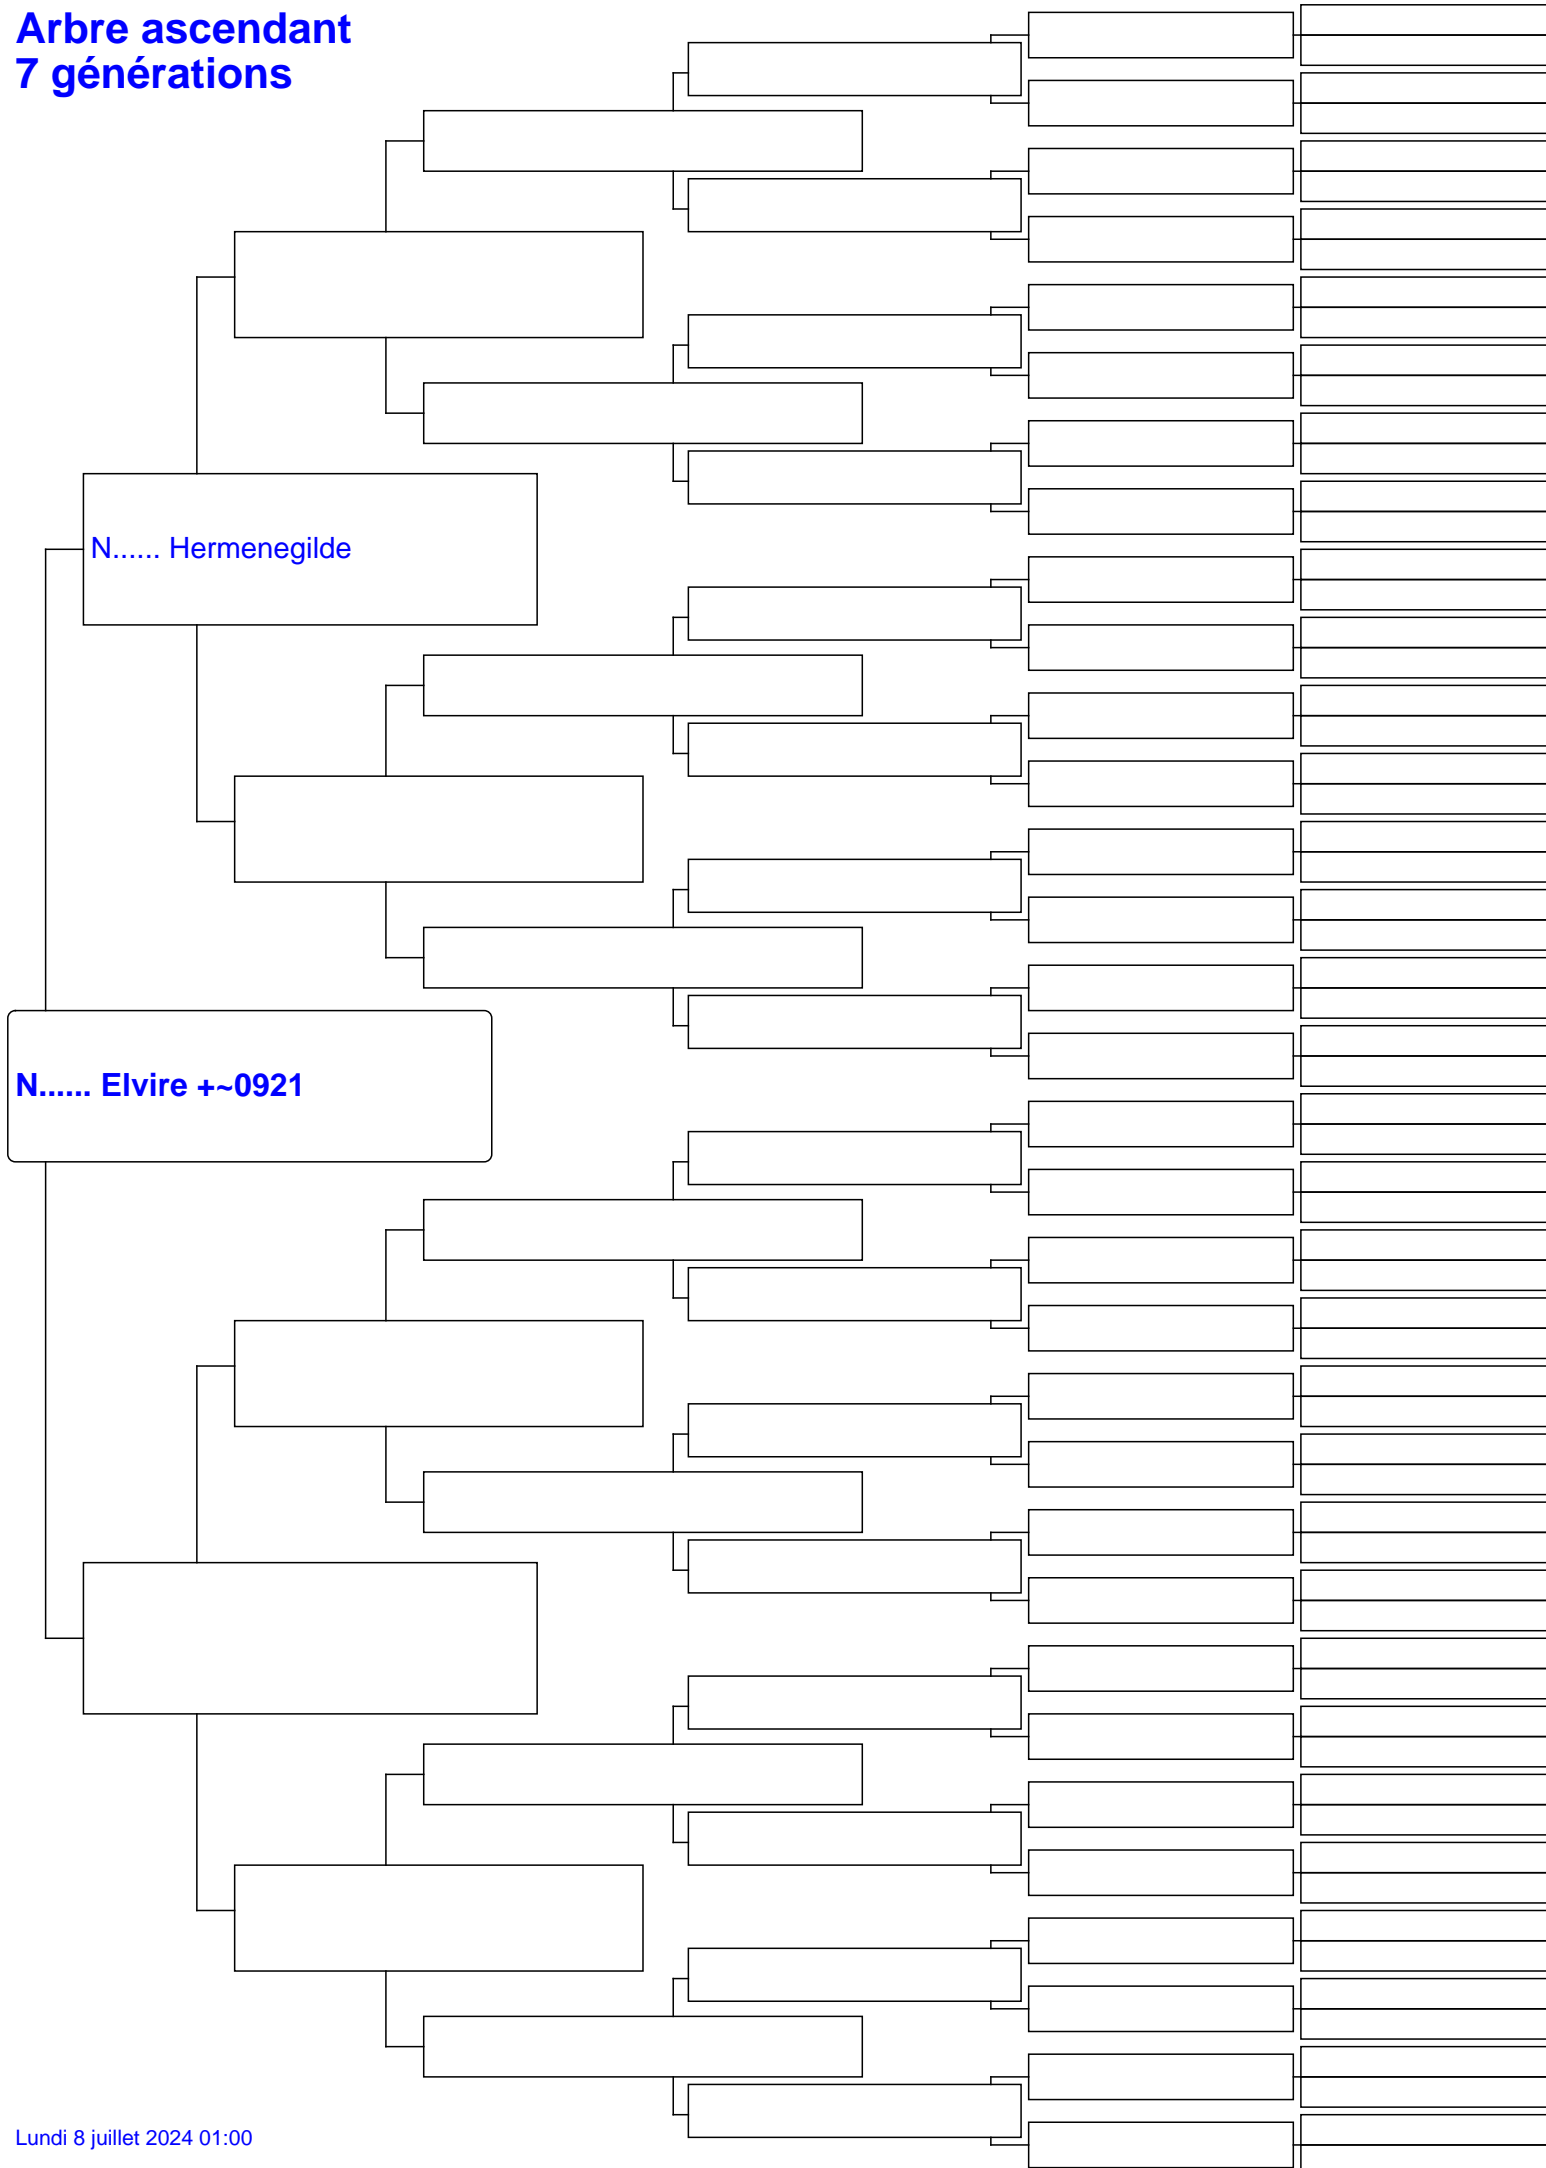 Arbre ascendant
7 générations
N...... Hermenegilde
N...... Elvire +~0921
Lundi 8 juillet 2024 01:00